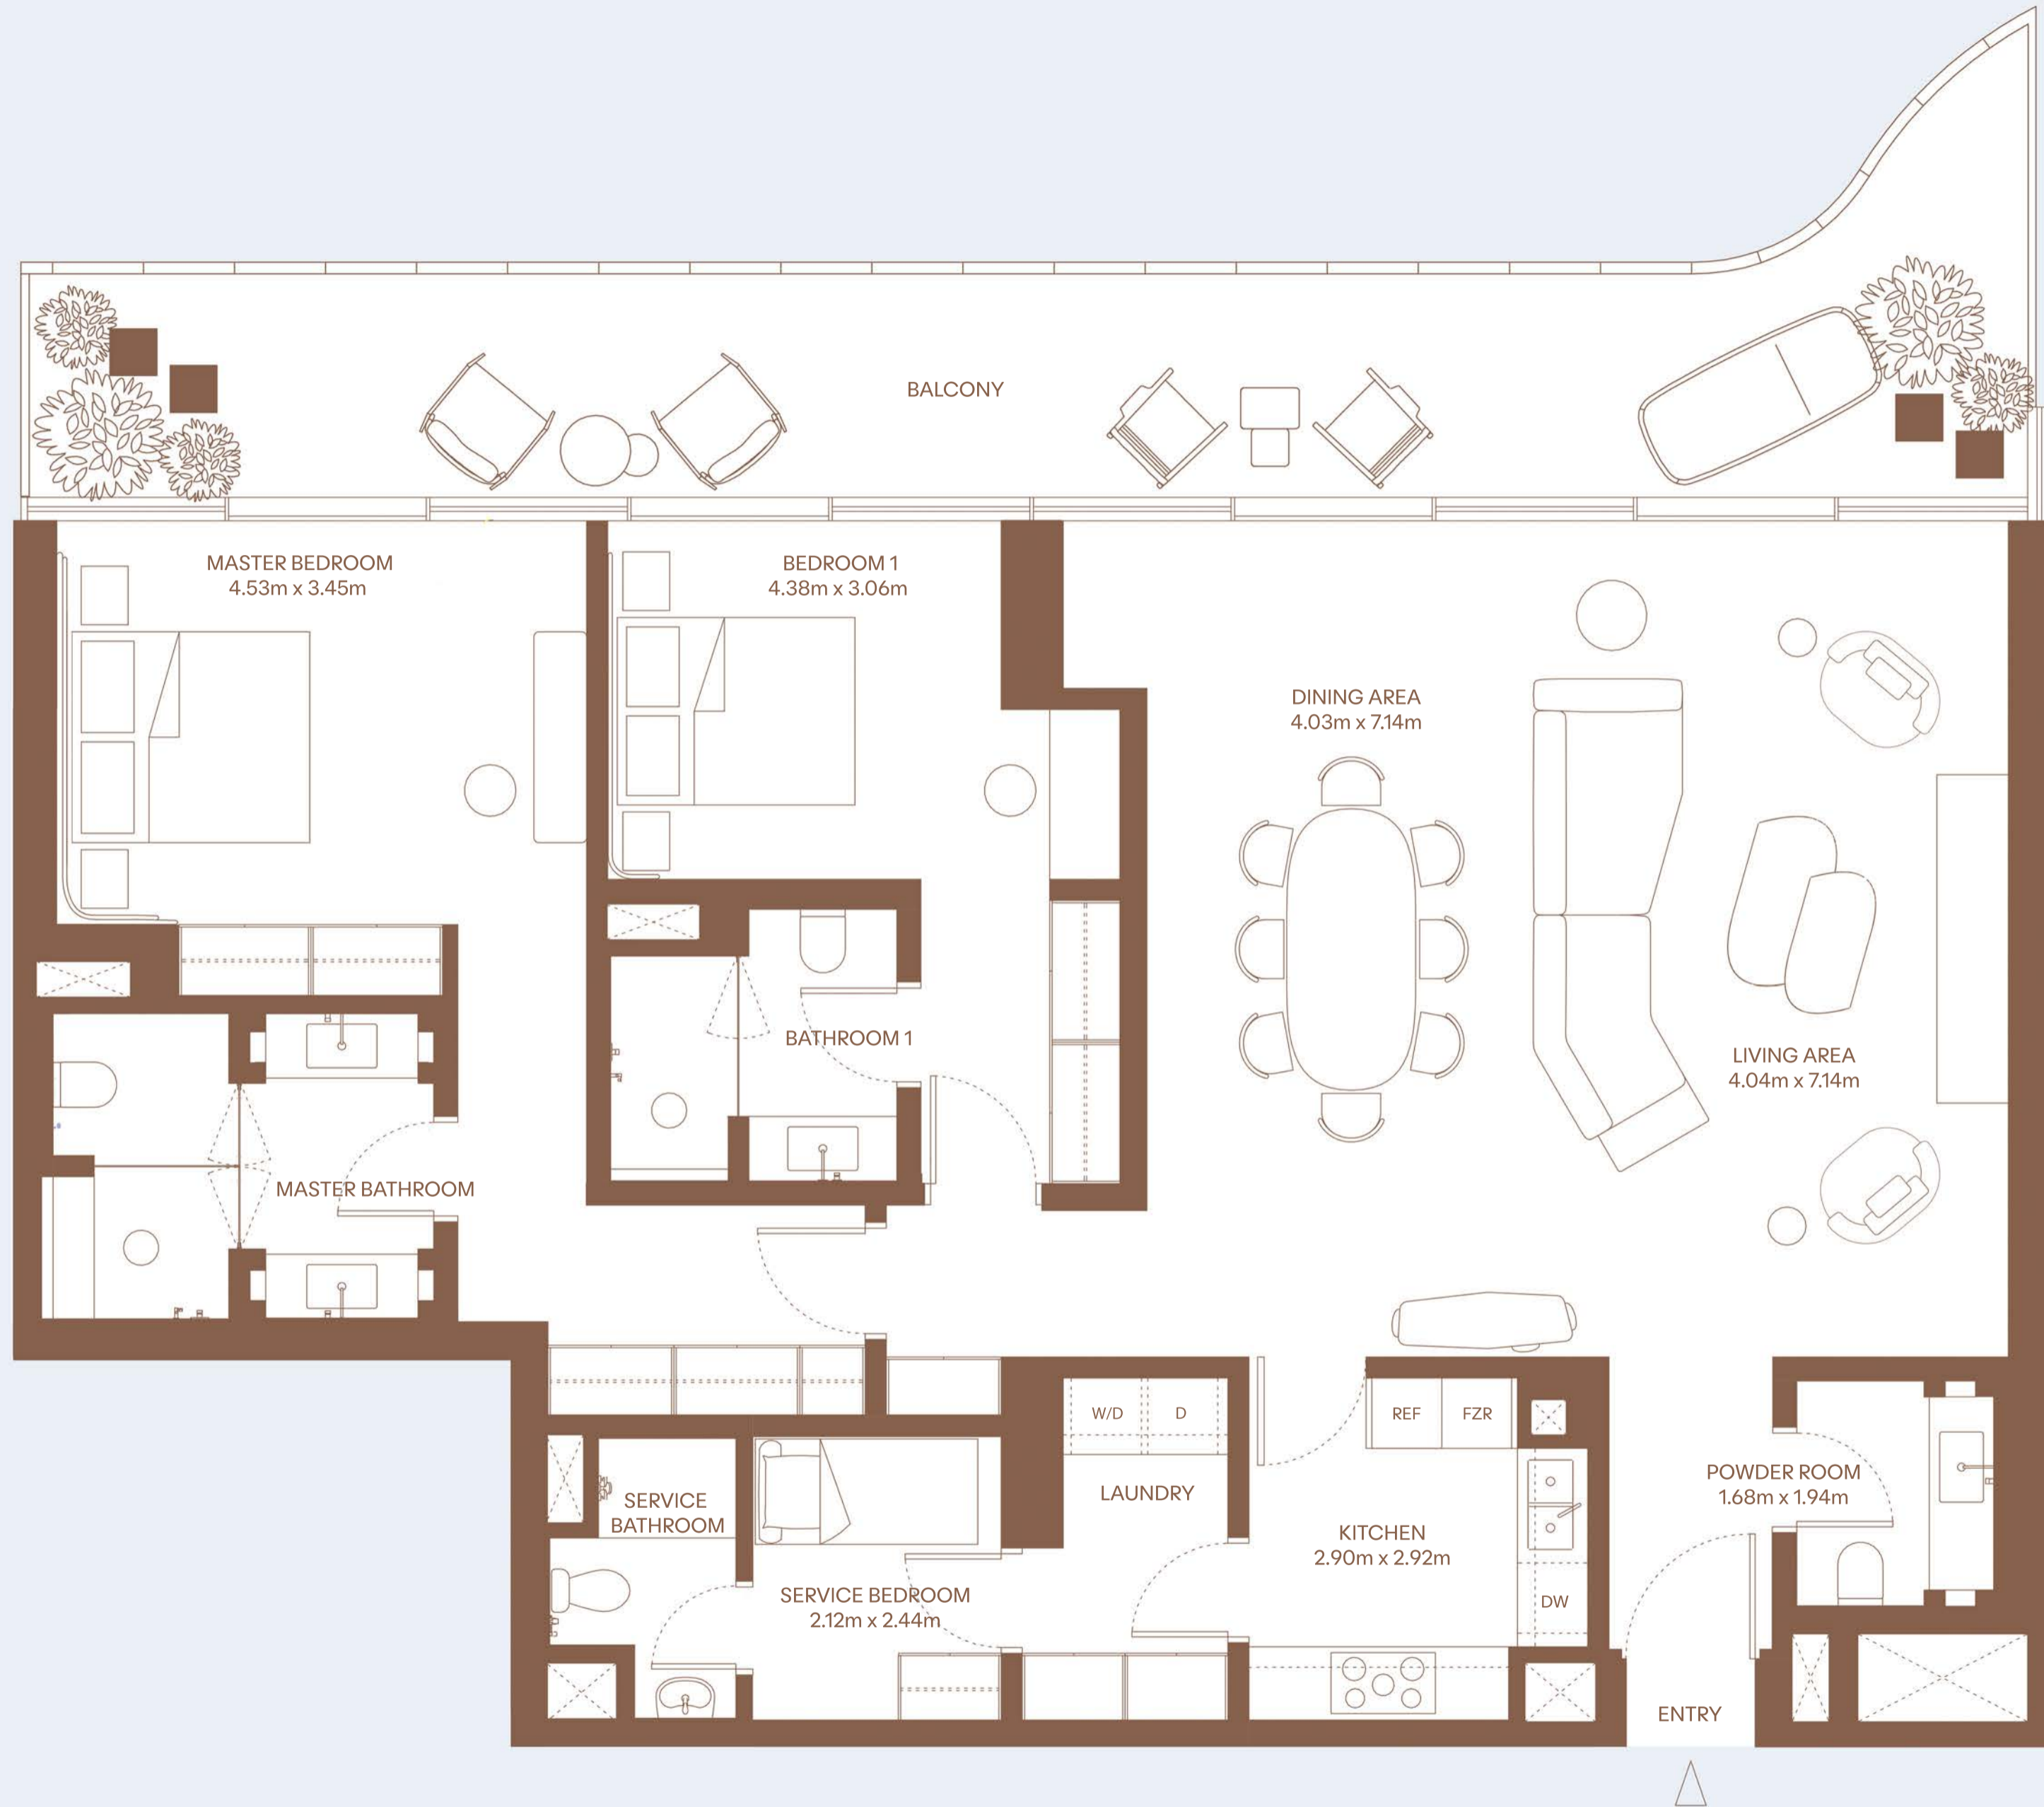 BALCONY
MASTER BEDROOM
4.53m x 3.45m
BEDROOM 1
4.38m x 3.06m
DINING AREA
4.03m x 7.14m
BATHROOM 1
LIVING AREA
4.04m x 7.14m
MASTER BATHROOM
W/D
D
REF
FZR
LAUNDRY
POWDER ROOM
1.68m x 1.94m
SERVICE
BATHROOM
KITCHEN
2.90m x 2.92m
SERVICE BEDROOM
2.12m x 2.44m
DW
ENTRY